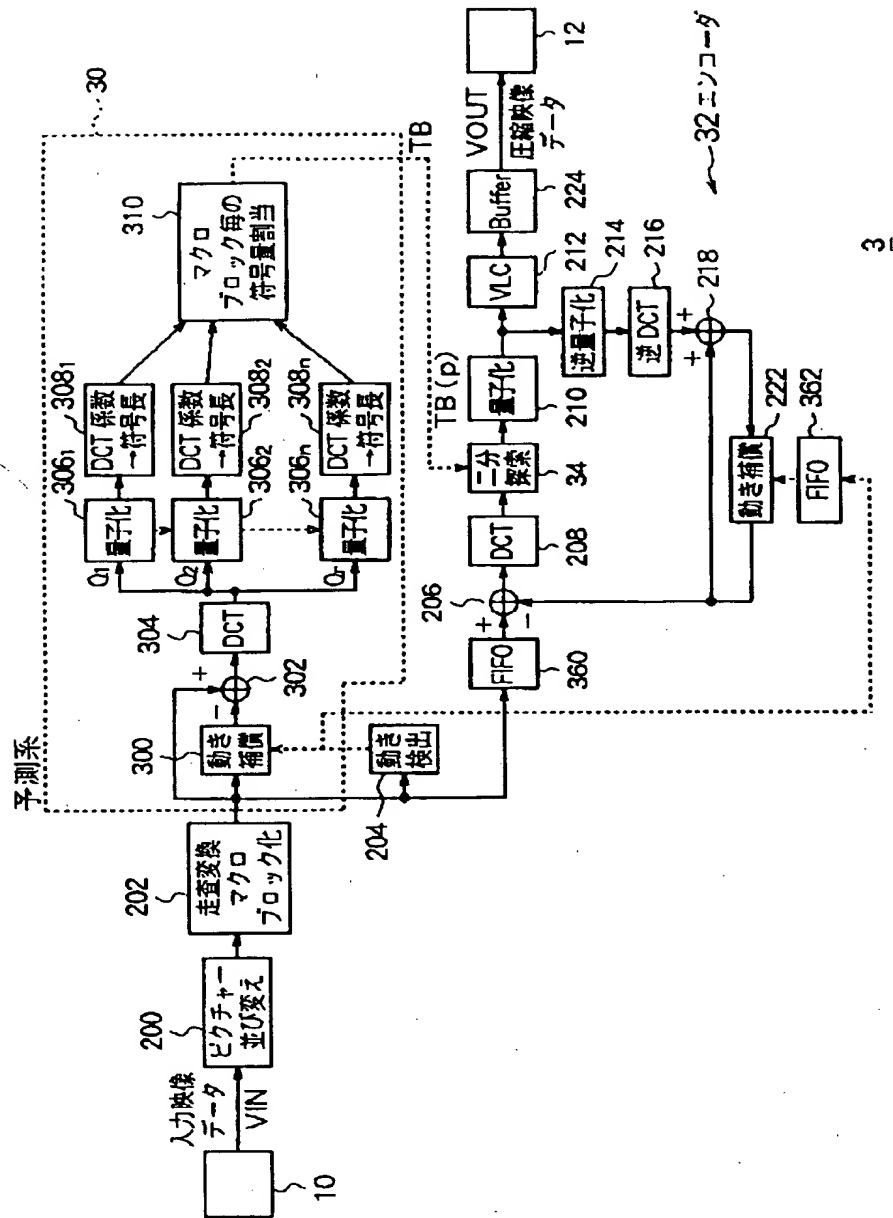 予測系
30
入力映像
データ
VIN
10
ピクチャー
並び変え
200
走査変換
マクロ
ブロック化
202
動き
補償
300
+
−
302
DCT
304
Q1
Q2
量子化
306₁
量子化
306₂
量子化
306n
DCT係数
→符号長
308₁
DCT係数
→符号長
308₂
DCT係数
→符号長
308n
マクロ
ブロック毎の
符号量割当
310
TB
動き
検出
204
FIFO
360
+
−
206
DCT
208
二分
探索
34
TB(p)
量子化
210
VLC
212
Buffer
224
VOUT
圧縮映像
データ
12
逆量子化
214
逆DCT
216
+
+
218
動き補償
222
FIFO
362
32エンコーダ
3